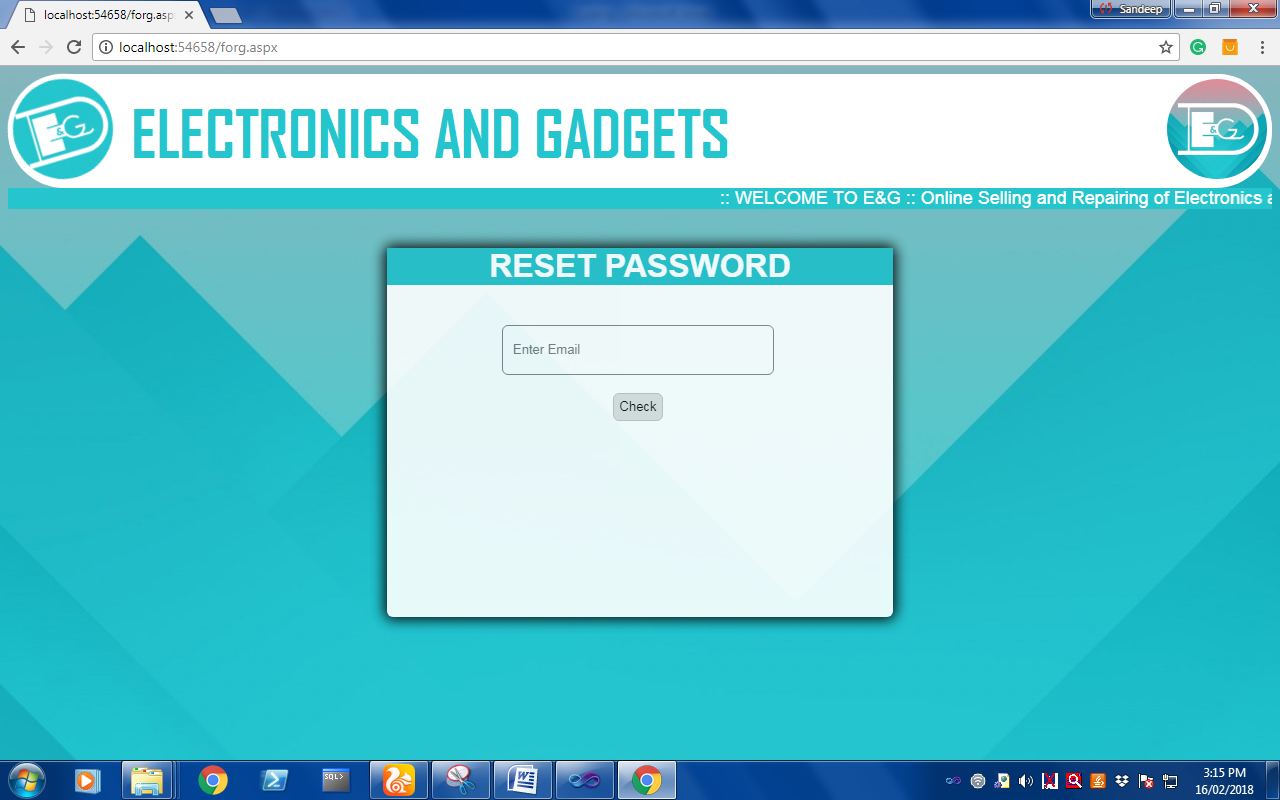 localhost:54658/forg.asp
Sandeep
localhost:54658/forg.aspx
E&G
ELECTRONICS AND GADGETS
E&G
:: WELCOME TO E&G :: Online Selling and Repairing of Electronics a
RESET PASSWORD
Enter Email
Check
SQL>
W
3:15 PM
16/02/2018